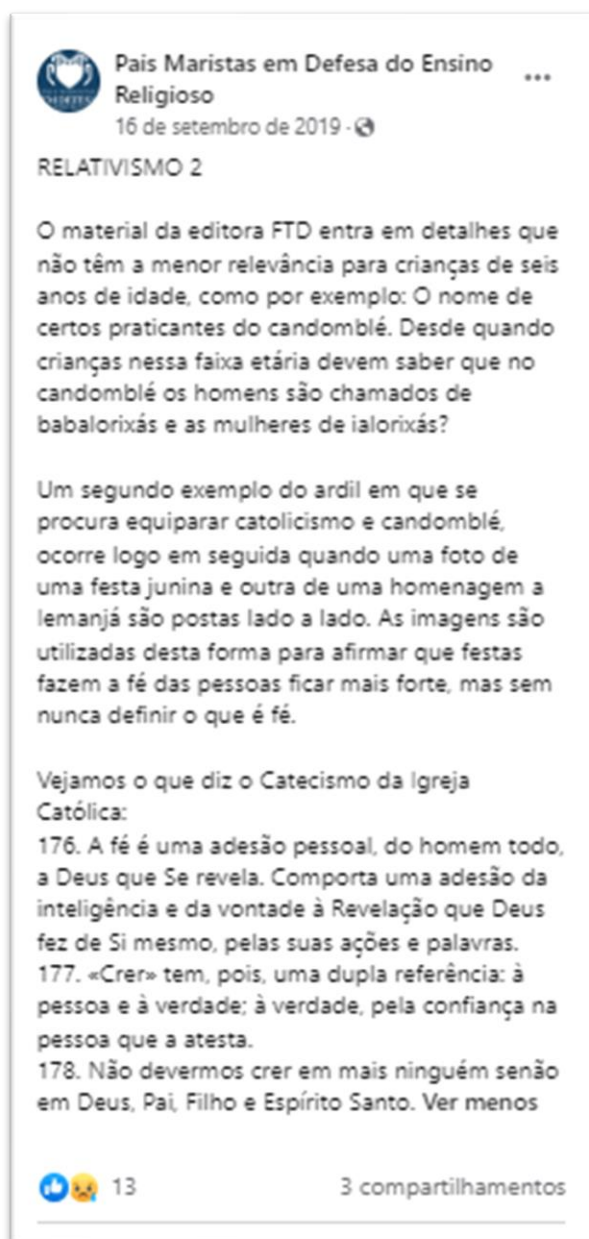 Pais Maristas em Defesa do Ensino
Religioso
16 de setembro de 2019 ·
RELATIVISMO 2
O material da editora FTD entra em detalhes que
não têm a menor relevância para crianças de seis
anos de idade, como por exemplo: O nome de
certos praticantes do candomblé. Desde quando
crianças nessa faixa etária devem saber que no
candomblé os homens são chamados de
babalorixás e as mulheres de ialorixás?
Um segundo exemplo do ardil em que se
procura equiparar catolicismo e candomblé,
ocorre logo em seguida quando uma foto de
uma festa junina e outra de uma homenagem a
Iemanjá são postas lado a lado. As imagens são
utilizadas desta forma para afirmar que festas
fazem a fé das pessoas ficar mais forte, mas sem
nunca definir o que é fé.
Vejamos o que diz o Catecismo da Igreja
Católica:
176. A fé é uma adesão pessoal, do homem todo,
a Deus que Se revela. Comporta uma adesão da
inteligência e da vontade à Revelação que Deus
fez de Si mesmo, pelas suas ações e palavras.
177. «Crer» tem, pois, uma dupla referência: à
pessoa e à verdade; à verdade, pela confiança na
pessoa que a atesta.
178. Não devermos crer em mais ninguém senão
em Deus, Pai, Filho e Espírito Santo. Ver menos
13 3 compartilhamentos